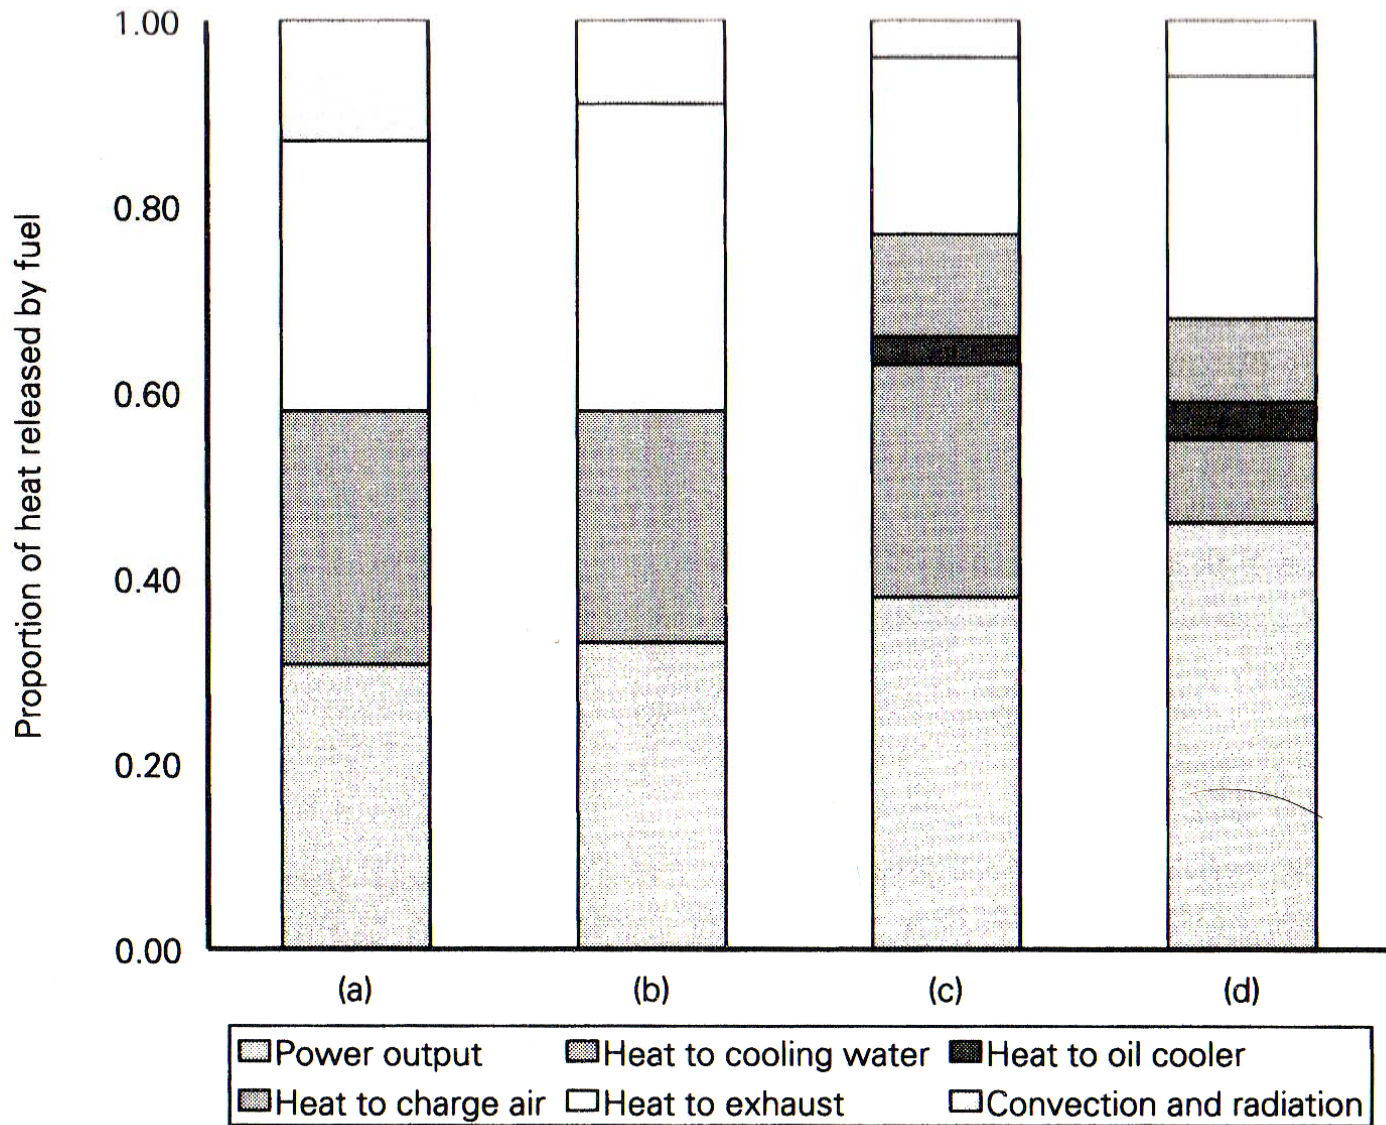 Proportion of heat released by fuel
1.00
0.80
0.60
0.40
0.20
0.00
(a) (b) (c) (d)
Power output Heat to cooling water Heat to oil cooler
Heat to charge air Heat to exhaust Convection and radiation